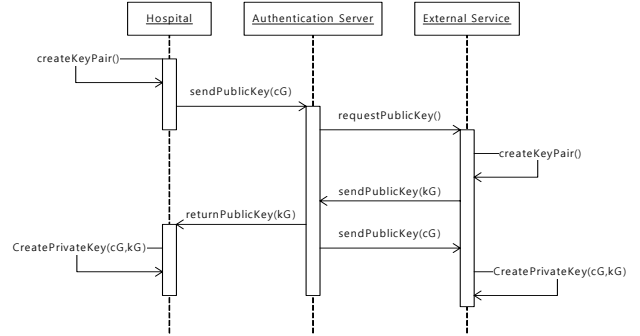 Hospital
Authentication Server
External Service
createKeyPair()
sendPublicKey(cG)
requestPublicKey()
createKeyPair()
sendPublicKey(kG)
returnPublicKey(kG)
sendPublicKey(cG)
CreatePrivateKey(cG,kG)
CreatePrivateKey(cG,kG)